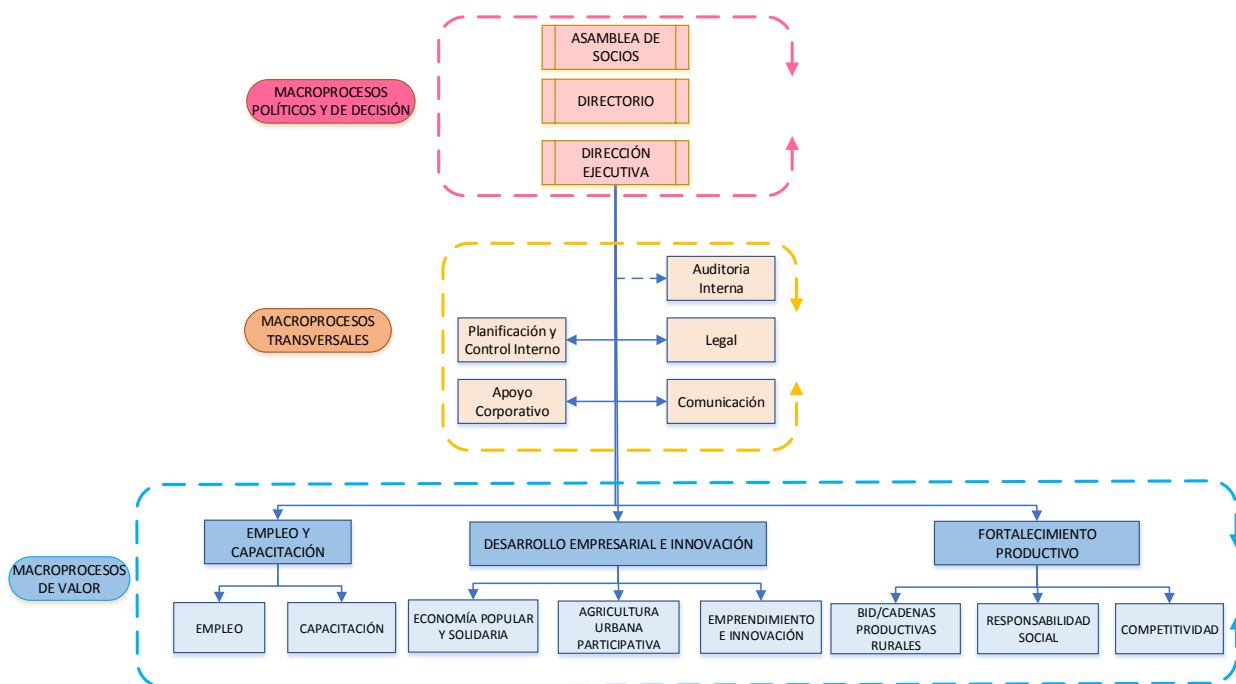 ASAMBLEA DE
SOCIOS
MACROPROCESOS
POLÍTICOS Y DE DECISIÓN
DIRECTORIO
DIRECCIÓN
EJECUTIVA
Auditoria
Interna
MACROPROCESOS
TRANSVERSALES
Planificación y
Control Interno
Legal
Apoyo
Corporativo
Comunicación
MACROPROCESOS
DE VALOR
EMPLEO Y
CAPACITACIÓN
DESARROLLO EMPRESARIAL E INNOVACIÓN
FORTALECIMIENTO
PRODUCTIVO
EMPLEO
CAPACITACIÓN
ECONOMÍA POPULAR
Y SOLIDARIA
AGRICULTURA
URBANA
PARTICIPATIVA
EMPRENDIMIENTO
E INNOVACIÓN
BID/CADENAS
PRODUCTIVAS
RURALES
RESPONSABILIDAD
SOCIAL
COMPETITIVIDAD